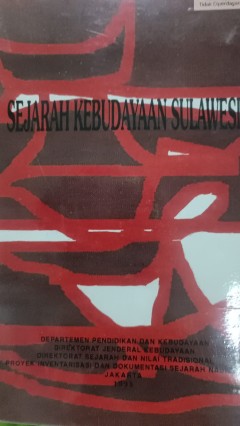 SEJARAH KEBUDAYAAN SULAWESI
DEPARTEMEN PENDIDIKAN DAN KEBUDAYAAN
DIREKTORAT JENDERAL KEBUDAYAAN
DIREKTORAT SEJARAH DAN NILAI TRADISIONAL
PROYEK INVENTARISASI DAN DOKUMENTASI SEJARAH
JAKARTA